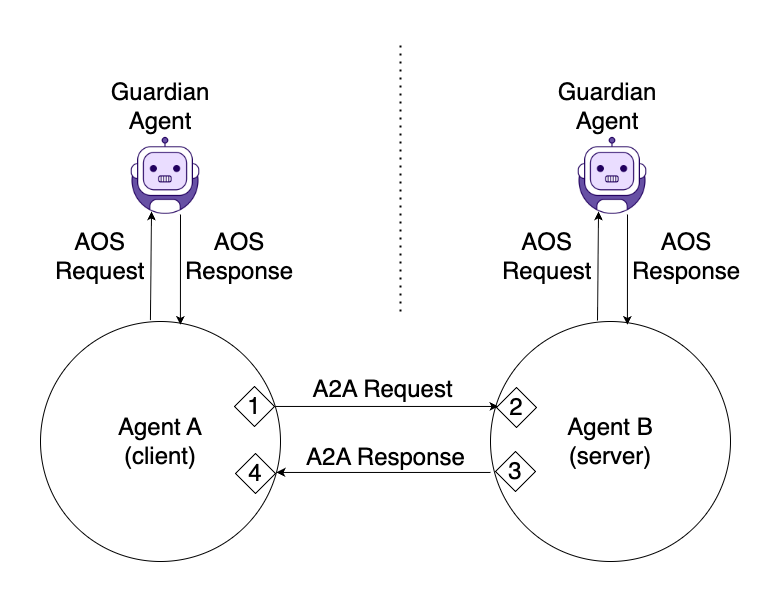 Guardian
Agent
Guardian
Agent
AOS
Request
AOS
Response
AOS
Request
AOS
Response
A2A Request
1
2
Agent A
(client)
Agent B
(server)
A2A Response
4
3